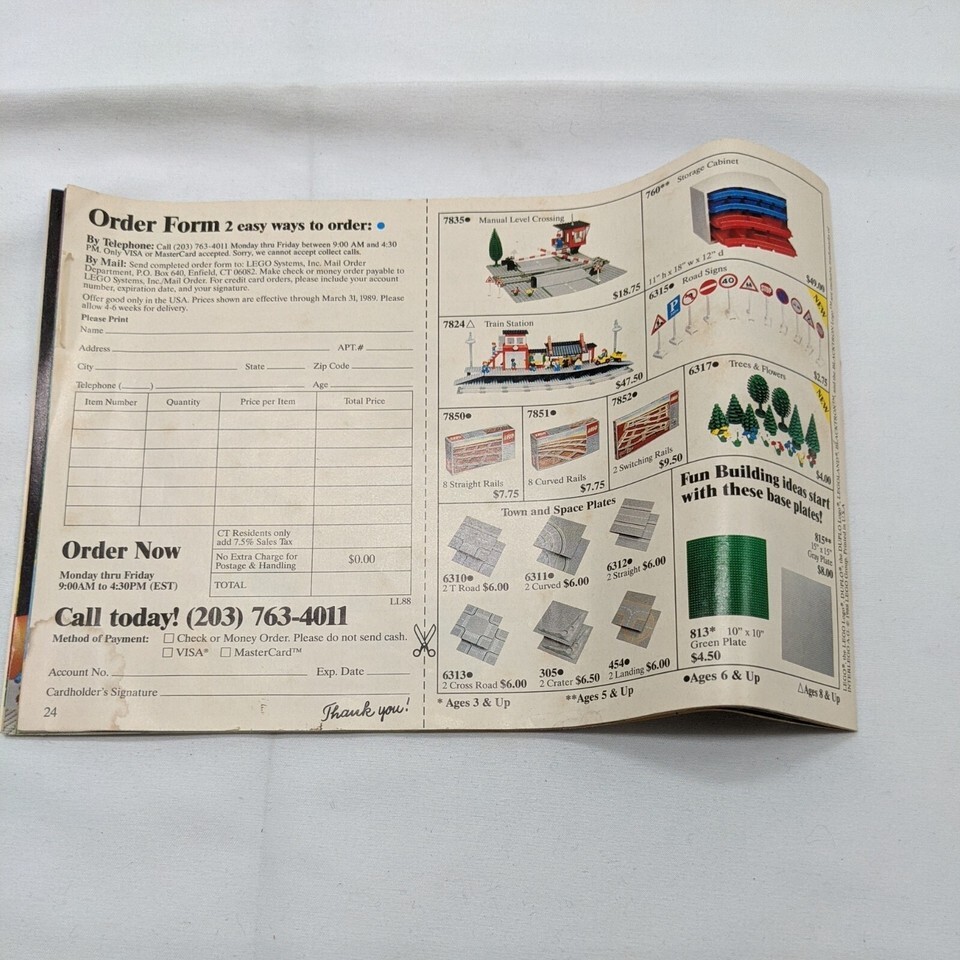 Order Form 2 easy ways to order: ●
By Telephone: Call (203) 763-4011 Monday thru Friday between 9:00 AM and 4:30
PM. Only VISA or MasterCard accepted. Sorry, we cannot accept collect calls.
By Mail: Send completed order form to: LEGO Systems, Inc. Mail Order
Department, P.O. Box 640, Enfield, CT 06082. Make check or money order payable to
LEGO Systems, Inc./Mail Order. For credit card orders, please include your account
number, expiration date, and your signature.
Offer good only in the USA. Prices shown are effective through March 31, 1989. Please
allow 4-6 weeks for delivery.
Please Print
Name
Address APT.#
City State Zip Code
Telephone ( ) Age
Item Number Quantity Price per Item Total Price
CT Residents only
add 7.5% Sales Tax
No Extra Charge for
Postage & Handling $0.00
TOTAL
LL88
Order Now
Monday thru Friday
9:00AM to 4:30PM (EST)
Call today! (203) 763-4011
Method of Payment: □ Check or Money Order. Please do not send cash.
□ VISA® □ MasterCard™
Account No. Exp. Date
Cardholder's Signature
24 Thank you!
7835● Manual Level Crossing
$18.75
760** Storage Cabinet
11" h x 18" w x 12" d
$49.00
7824△ Train Station
$47.50
6315● Road Signs
40
P
STOP
NEW
$2.75
7850●
LEGO
8 Straight Rails
$7.75
7851●
LEGO
8 Curved Rails
$7.75
7852●
2 Switching Rails
$9.50
6317● Trees & Flowers
NEW
$4.00
Town and Space Plates
6310●
2 T Road $6.00
6311●
2 Curved $6.00
6312●
2 Straight $6.00
6313●
2 Cross Road $6.00
305●
2 Crater $6.50
454●
2 Landing $6.00
Fun Building ideas start
with these base plates!
813* 10" x 10"
Green Plate
$4.50
815**
15" x 15"
Gray Plate
$8.00
* Ages 3 & Up **Ages 5 & Up ●Ages 6 & Up △Ages 8 & Up